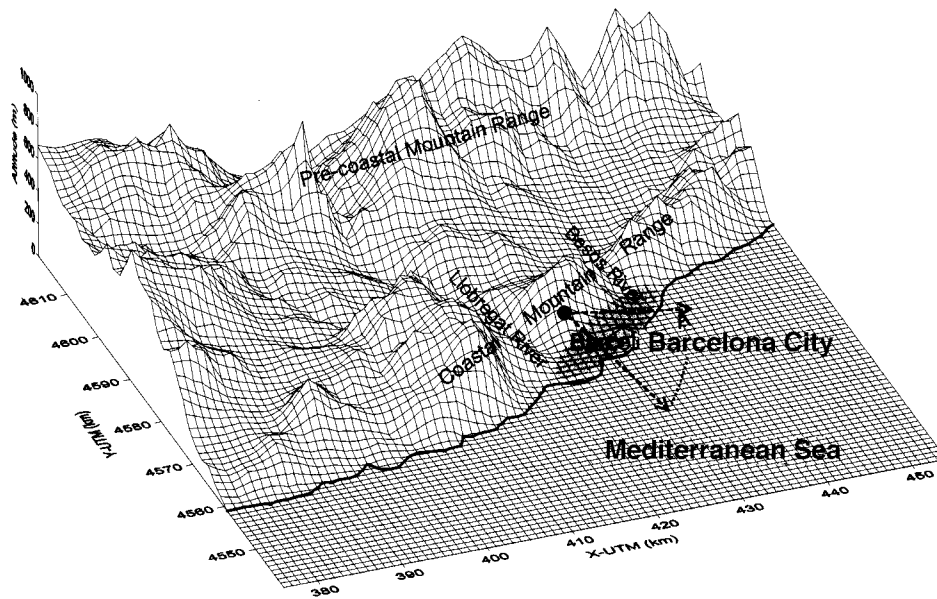 1000
800
600
400
200
0
Altitude (m)
Pre-coastal Mountain Range
Besos River
Llobregat River
Coastal Mountain Range
Barcelona City
Mediterranean Sea
4610
4600
4590
4580
4570
4560
4550
Y-UTM (km)
380
390
400
410
420
430
440
450
X-UTM (km)